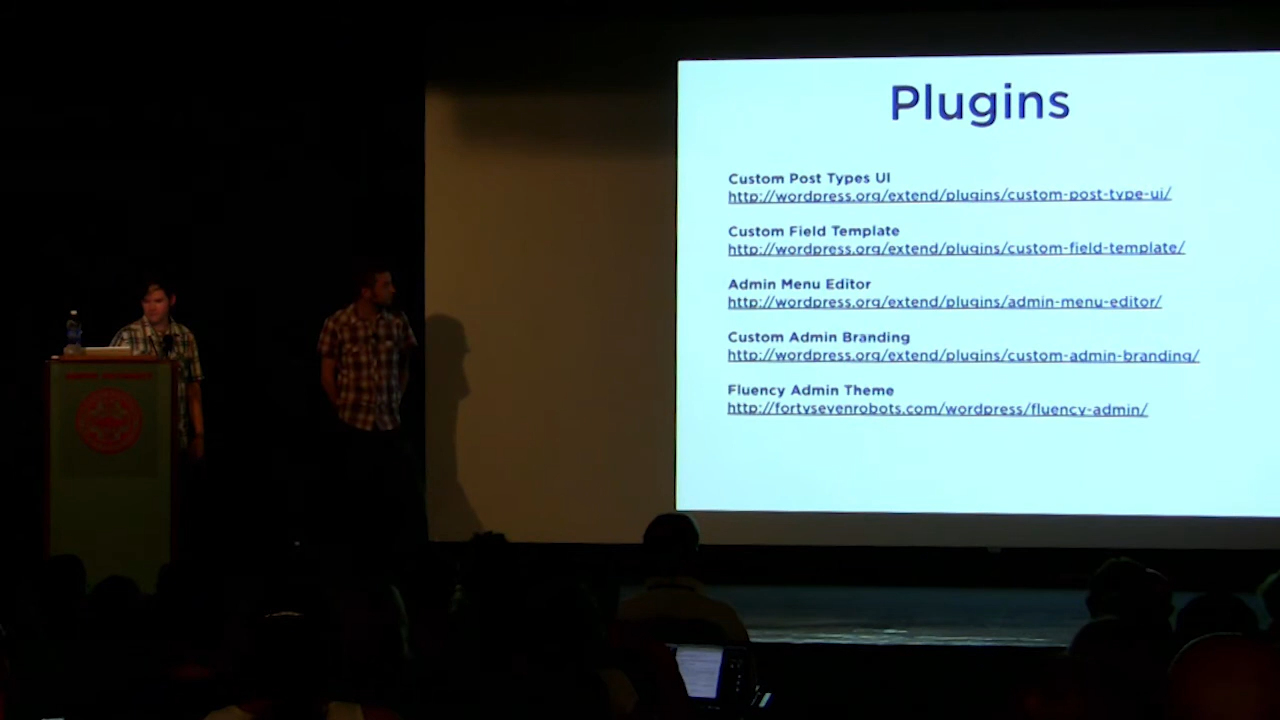 Plugins
Custom Post Types UI
http://wordpress.org/extend/plugins/custom-post-type-ui/
Custom Field Template
http://wordpress.org/extend/plugins/custom-field-template/
Admin Menu Editor
http://wordpress.org/extend/plugins/admin-menu-editor/
Custom Admin Branding
http://wordpress.org/extend/plugins/custom-admin-branding/
Fluency Admin Theme
http://fortysevenrobots.com/wordpress/fluency-admin/